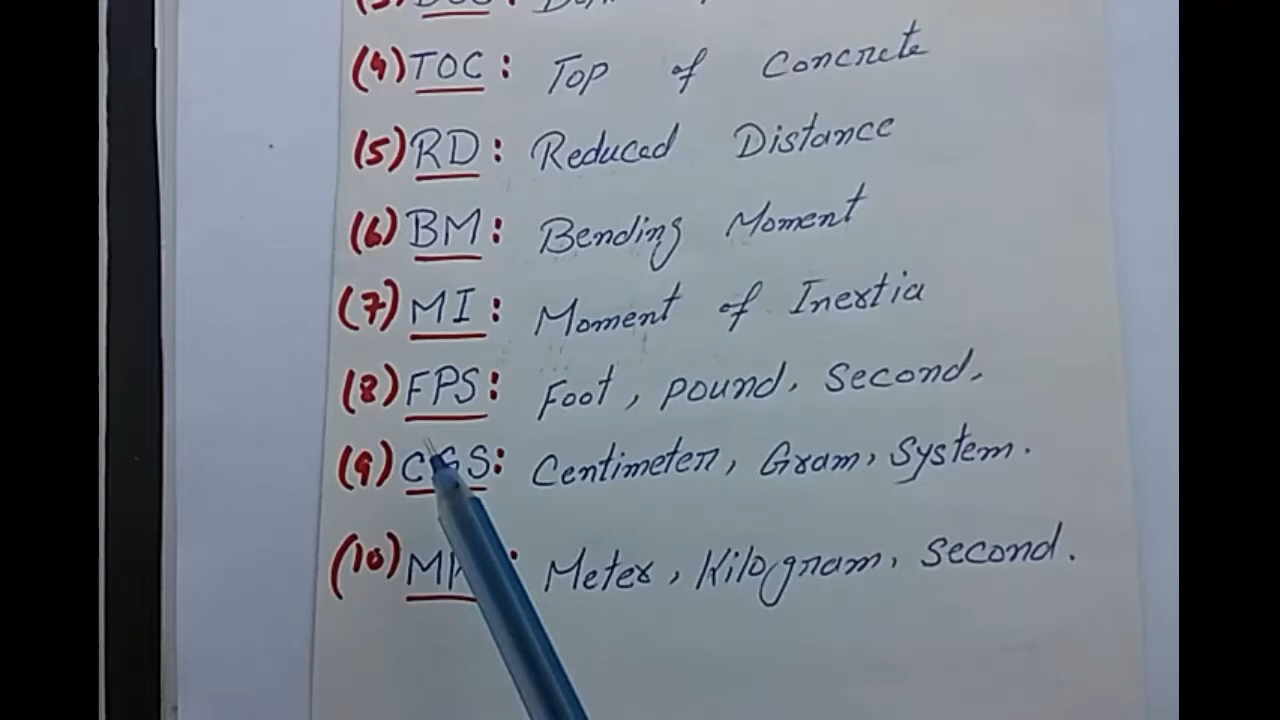 (4) TOC : Top of Concrete
(5) RD : Reduced Distance
(6) BM : Bending Moment
(7) MI : Moment of Inertia
(8) FPS : Foot, pound, second,
(9) CGS : Centimeter, Gram, System.
(10) : Meter, Kilogram, Second.